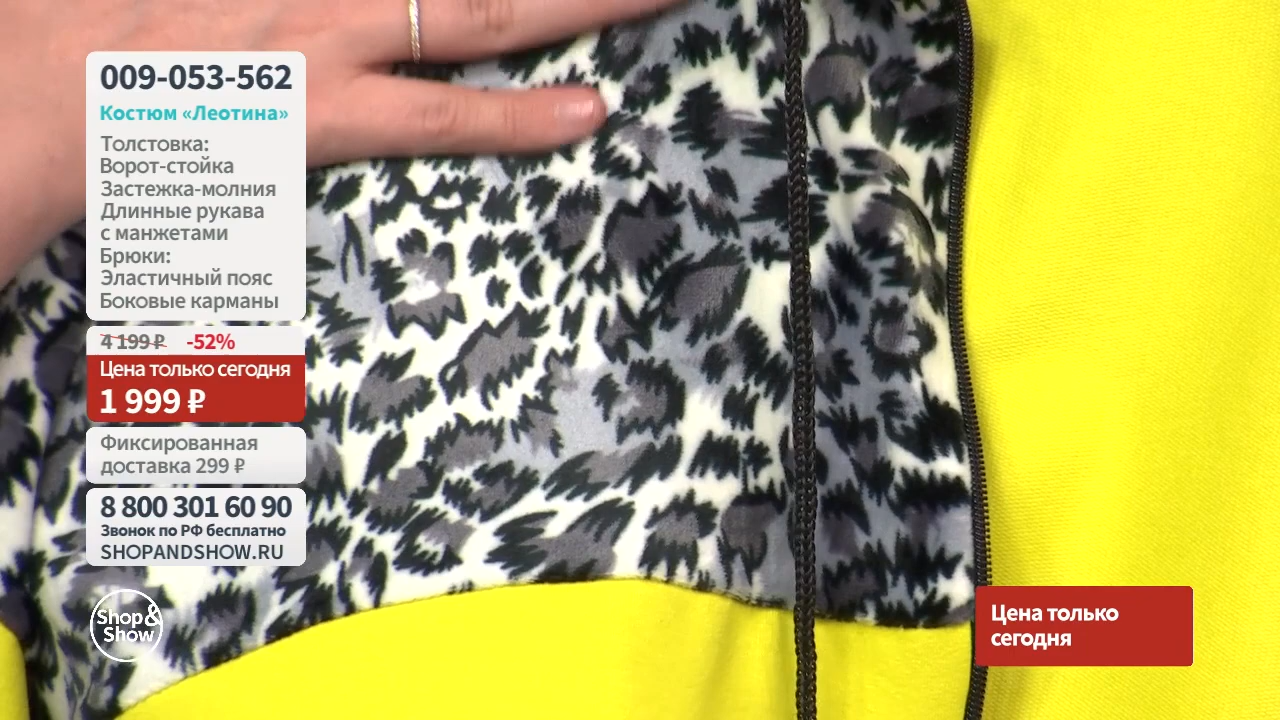 009-053-562
Костюм «Леотина»
Толстовка:
Ворот-стойка
Застежка-молния
Длинные рукава
с манжетами
Брюки:
Эластичный пояс
Боковые карманы
4 199 ₽ -52%
Цена только сегодня
1 999 ₽
Фиксированная
доставка 299 ₽
8 800 301 60 90
Звонок по РФ бесплатно
SHOPANDSHOW.RU
Shop&
Show
Цена только
сегодня